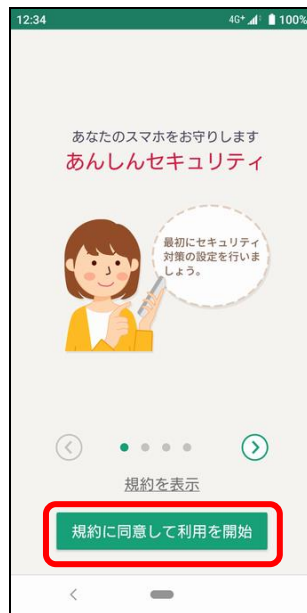 12:34 4G+ 100%
あなたのスマホをお守りします
あんしんセキュリティ
最初にセキュリティ
対策の設定を行いま
しょう。
規約を表示
規約に同意して利用を開始